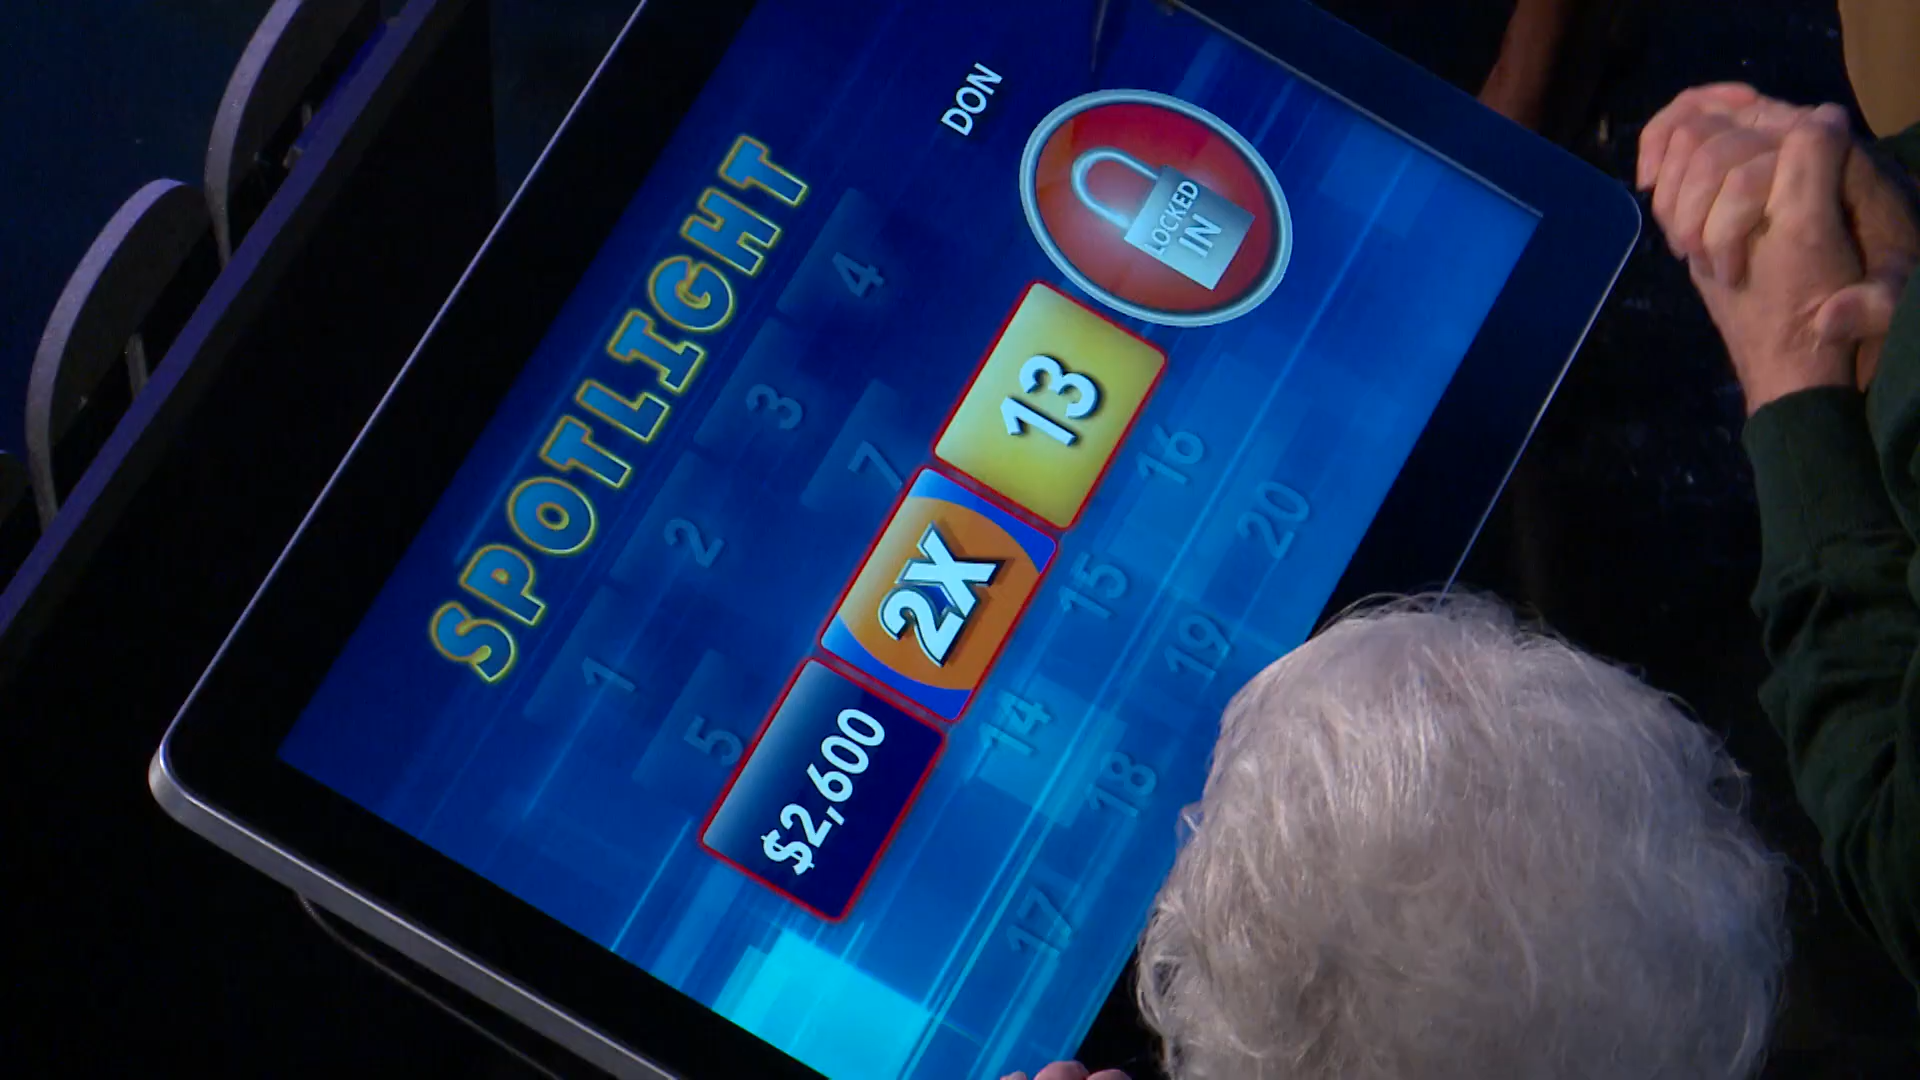 DON
SPOTLIGHT
1 2 3 4
5 7
$2,600 2X 13
LOCKED
IN
14 15 16
17 18 19 20